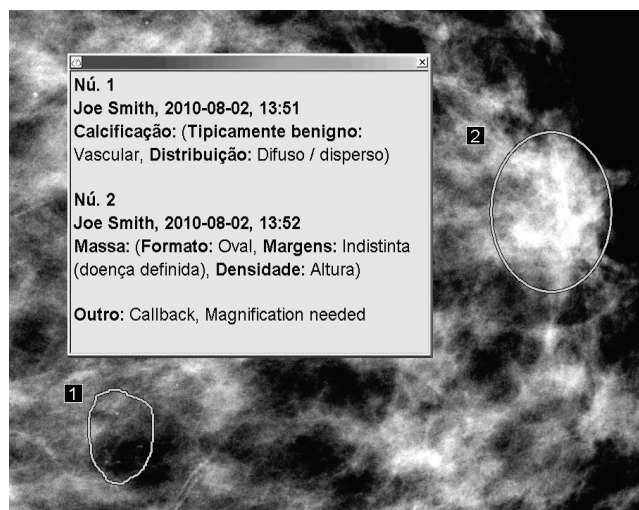 Nú. 1
Joe Smith, 2010-08-02, 13:51
Calcificação: (Tipicamente benigno:
Vascular, Distribuição: Difuso / disperso)
Nú. 2
Joe Smith, 2010-08-02, 13:52
Massa: (Formato: Oval, Margens: Indistinta
(doença definida), Densidade: Altura)
Outro: Callback, Magnification needed
2
1